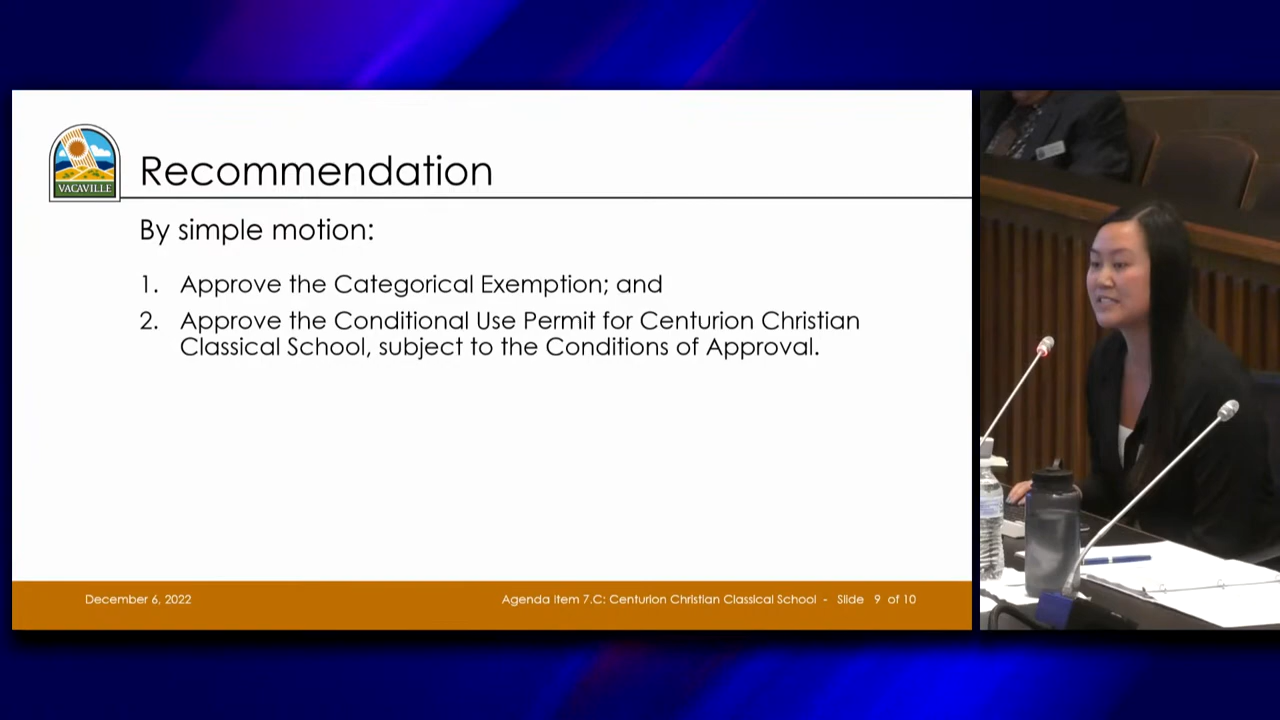 VACAVILLE
Recommendation
By simple motion:
1. Approve the Categorical Exemption; and
2. Approve the Conditional Use Permit for Centurion Christian
Classical School, subject to the Conditions of Approval.
December 6, 2022
Agenda Item 7.C: Centurion Christian Classical School - Slide 9 of 10